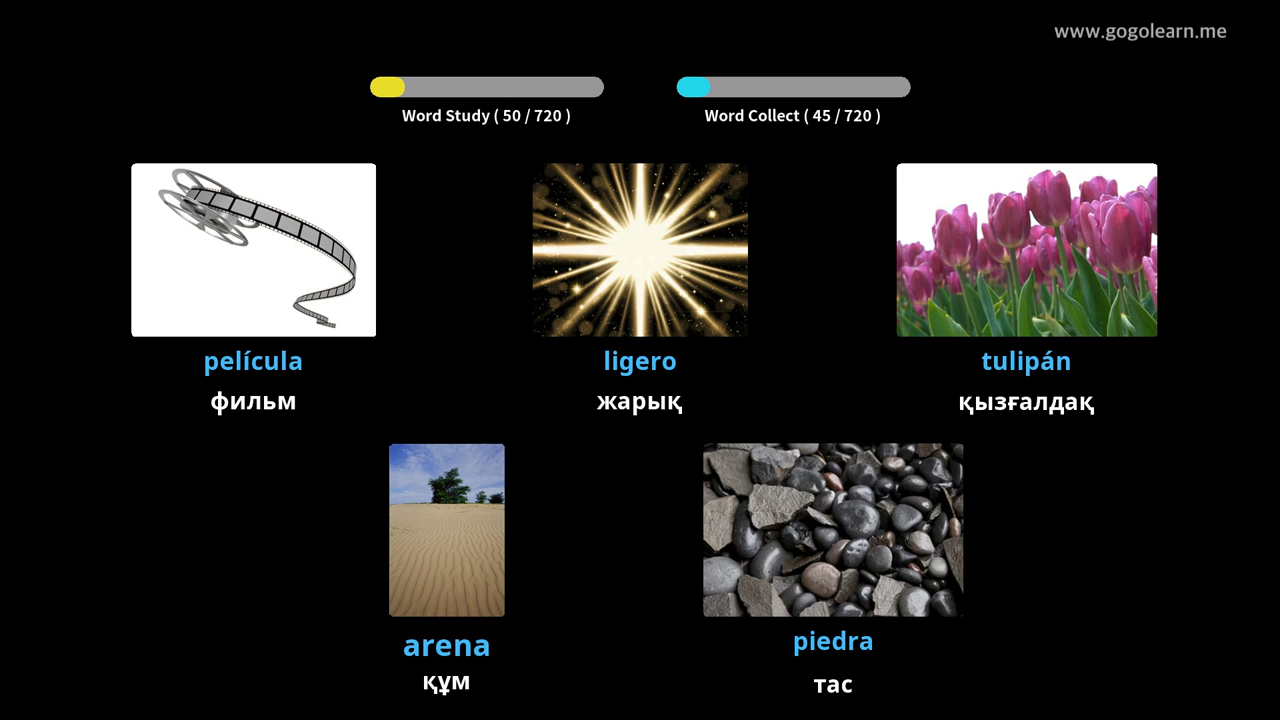 www.gogolearn.me
Word Study ( 50 / 720 )
Word Collect ( 45 / 720 )
película
ligero
tulipán
фильм
жарық
қызғалдақ
arena
piedra
құм
тас